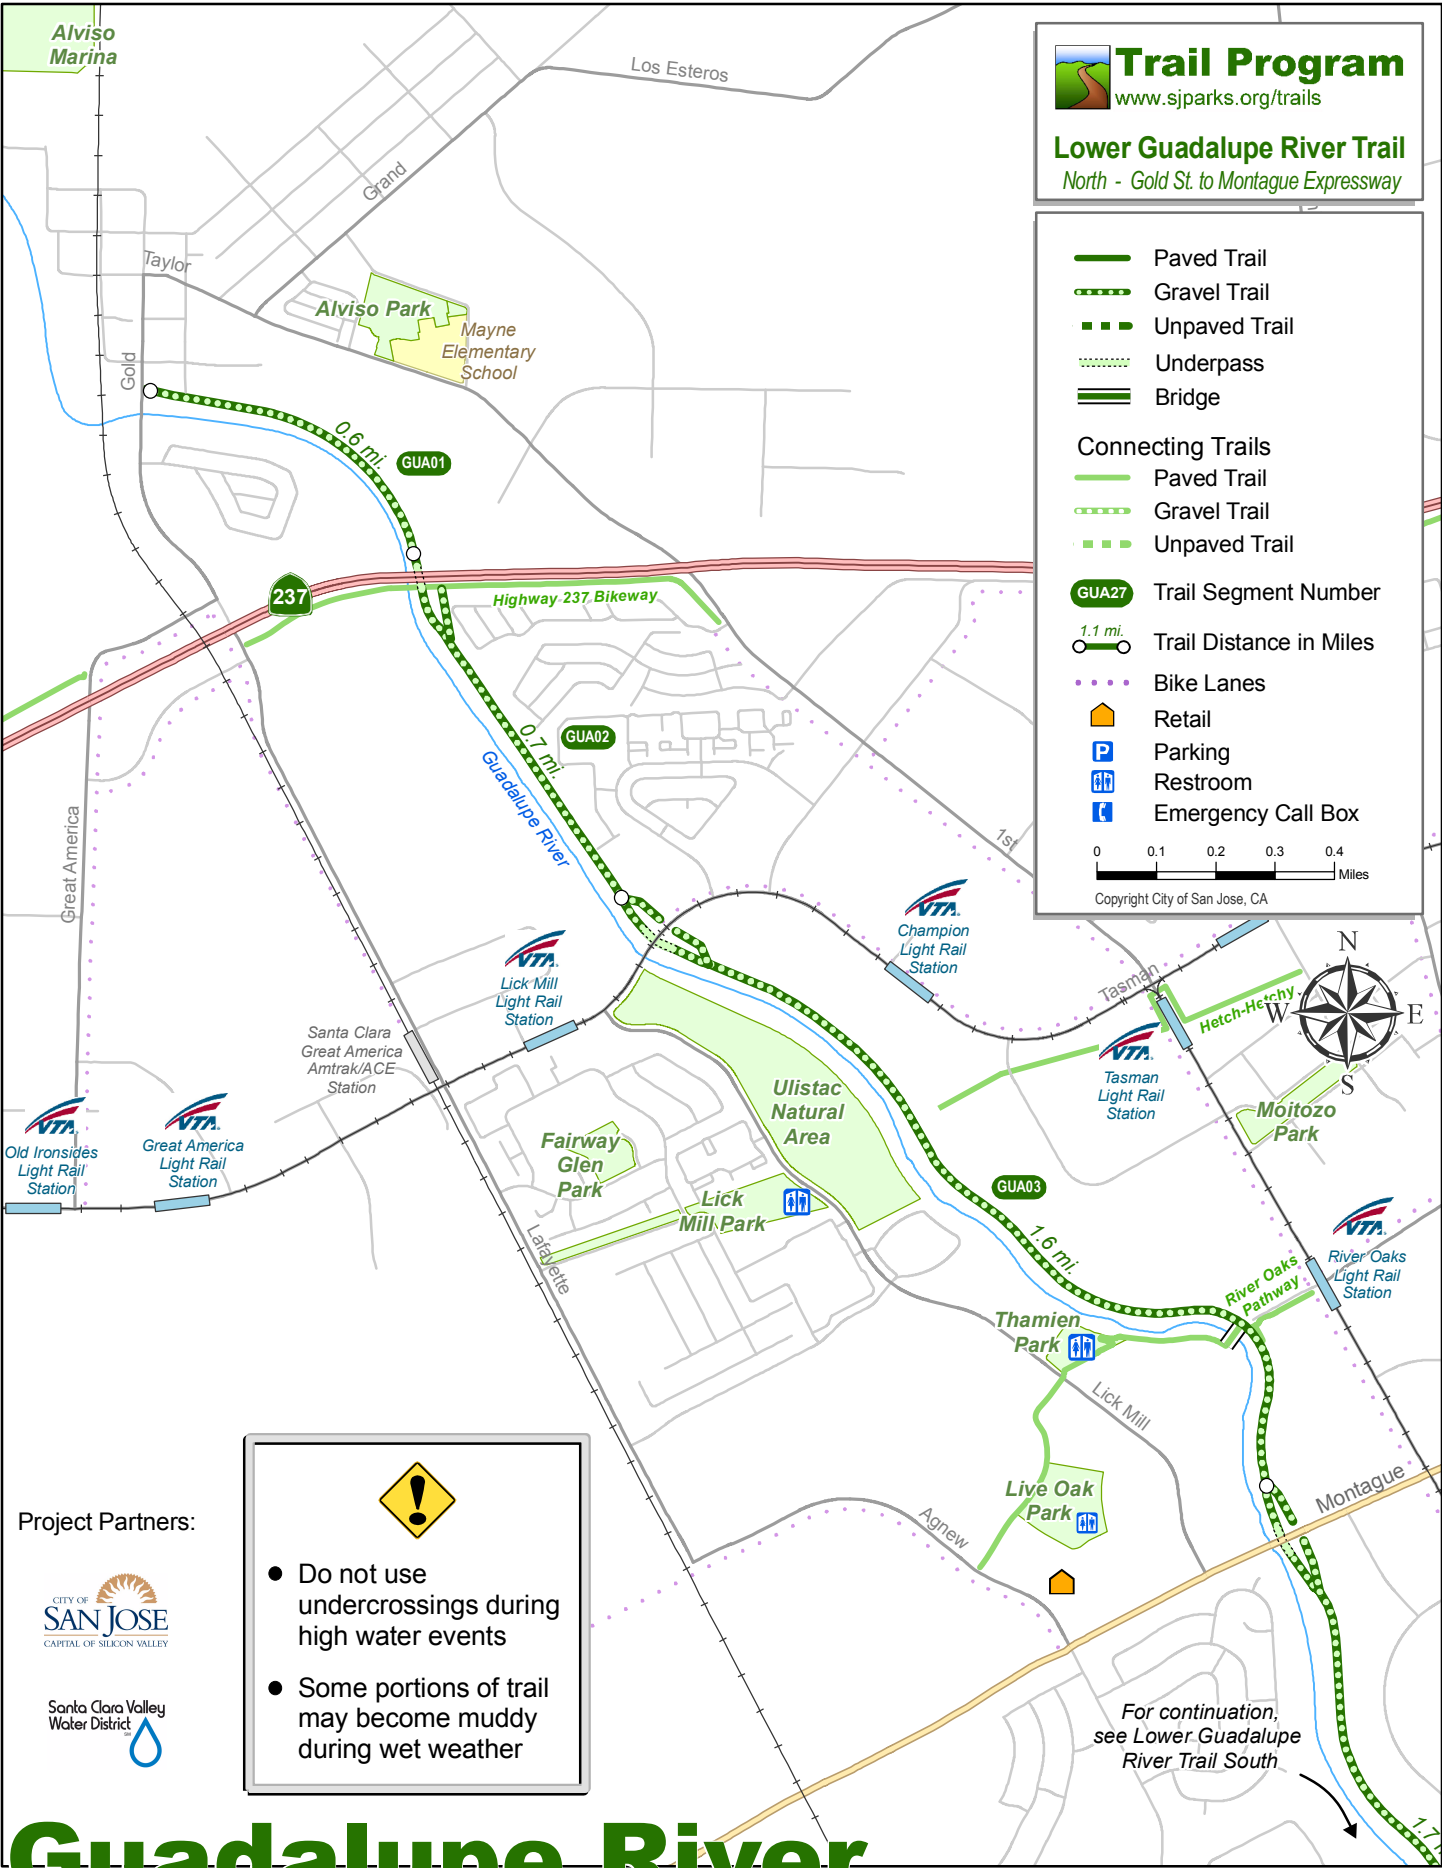 Alviso
Marina
Los Esteros
Grand
Taylor
Gold
Alviso Park
Mayne
Elementary
School
Trail Program
www.sjparks.org/trails
Lower Guadalupe River Trail
North - Gold St. to Montague Expressway
Paved Trail
Gravel Trail
Unpaved Trail
Underpass
Bridge
Connecting Trails
Paved Trail
Gravel Trail
Unpaved Trail
GUA27 Trail Segment Number
1.1 mi. Trail Distance in Miles
Bike Lanes
Retail
P Parking
Restroom
Emergency Call Box
0 0.1 0.2 0.3 0.4
Miles
Copyright City of San Jose, CA
0.6 mi.
GUA01
237
Highway 237 Bikeway
0.7 mi.
GUA02
Guadalupe River
Great America
1st
VTA
Champion
Light Rail
Station
VTA
Lick Mill
Light Rail
Station
Tasman
Hetch-Hetchy
N
W
E
S
Santa Clara
Great America
Amtrak/ACE
Station
VTA
Tasman
Light Rail
Station
Moitozo
Park
Ulistac
Natural
Area
VTA
Old Ironsides
Light Rail
Station
VTA
Great America
Light Rail
Station
Fairway
Glen
Park
Lick
Mill Park
GUA03
1.6 mi.
Lafayette
VTA
River Oaks
Light Rail
Station
River Oaks
Pathway
Thamien
Park
Lick Mill
Live Oak
Park
Agnew
Montague
Project Partners:
CITY OF
SAN JOSE
CAPITAL OF SILICON VALLEY
Santa Clara Valley
Water District
!
● Do not use
undercrossings during
high water events
● Some portions of trail
may become muddy
during wet weather
For continuation,
see Lower Guadalupe
River Trail South
1.7
Guadalupe River